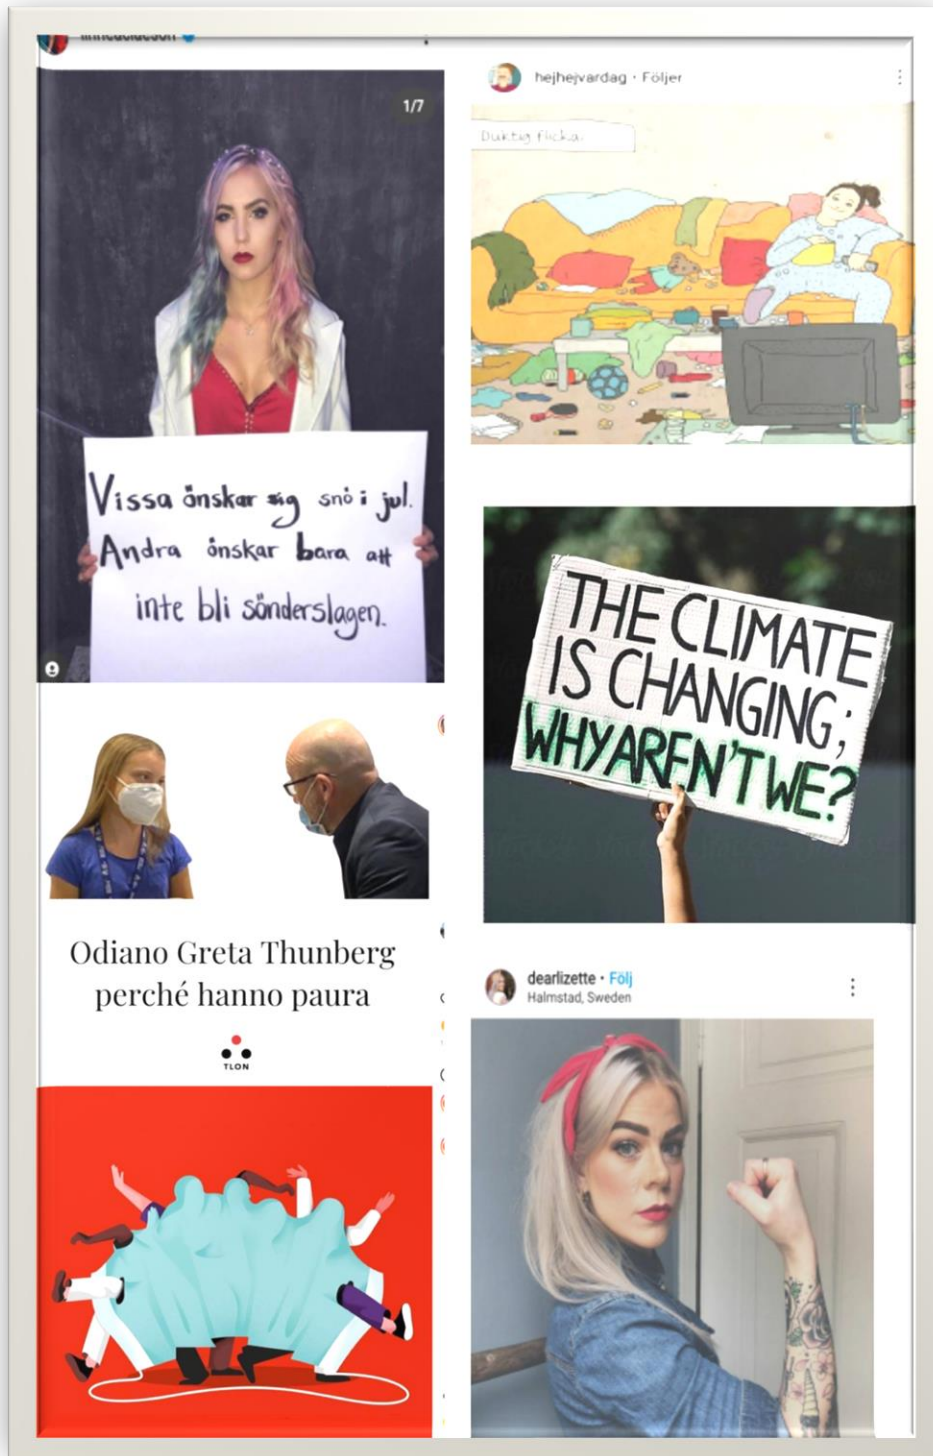 1/7
Vissa önskar sig snö i jul.
Andra önskar bara att
inte bli sönderslagen.
Odiano Greta Thunberg
perché hanno paura
TLON
hejhejvardag · Följer
Duktig flicka.
THE CLIMATE
IS CHANGING;
WHY AREN'T WE?
dearlizette · Följ
Halmstad, Sweden